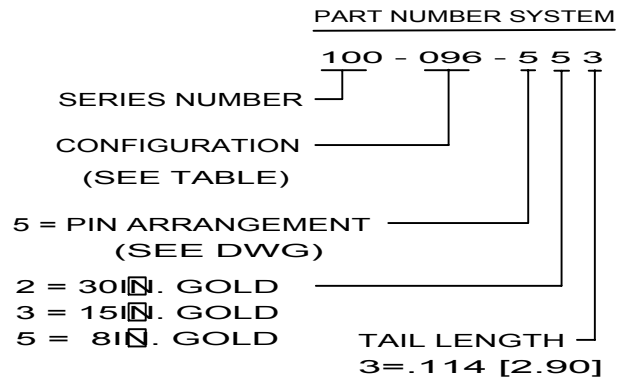 PART NUMBER SYSTEM
100 - 096 - 5 5 3
SERIES NUMBER
CONFIGURATION
(SEE TABLE)
5 = PIN ARRANGEMENT
(SEE DWG)
2 = 30IN. GOLD
3 = 15IN. GOLD
5 = 8IN. GOLD
TAIL LENGTH
3=.114 [2.90]